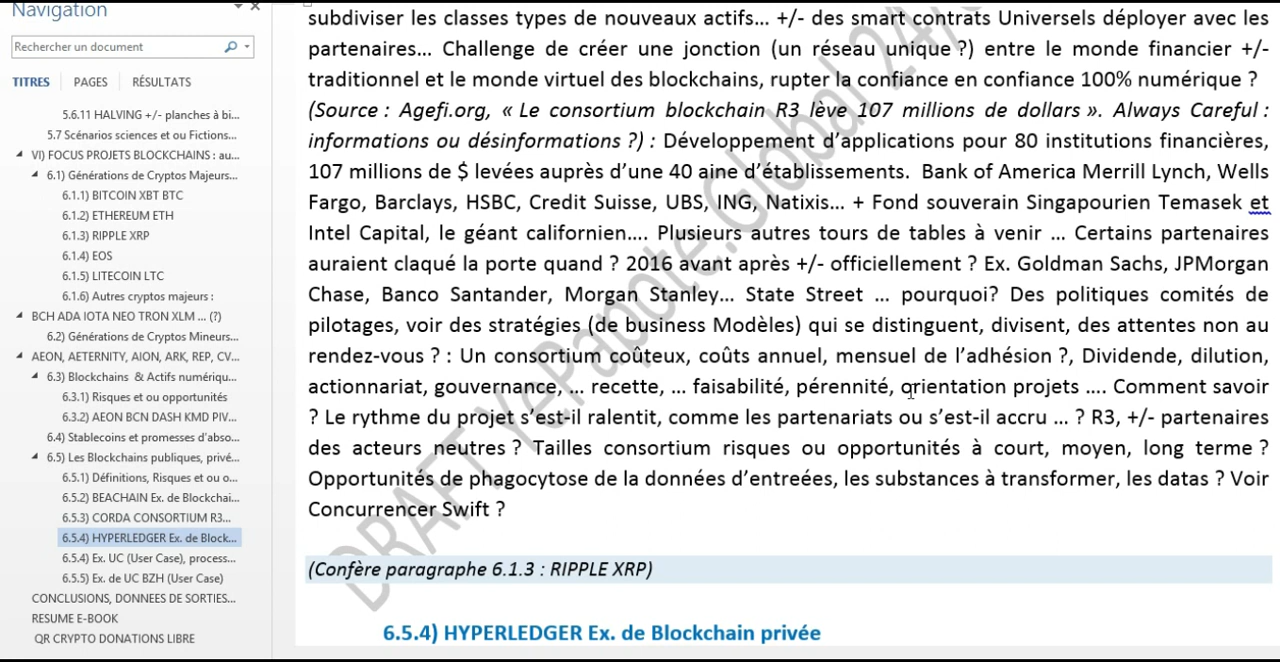 Navigation
Rechercher un document
TITRES PAGES RÉSULTATS
5.6.11 HALVING +/- planches à bi...
5.7 Scénarios sciences et ou Fictions...
VI) FOCUS PROJETS BLOCKCHAINS : au...
6.1) Générations de Cryptos Majeurs...
6.1.1) BITCOIN XBT BTC
6.1.2) ETHEREUM ETH
6.1.3) RIPPLE XRP
6.1.4) EOS
6.1.5) LITECOIN LTC
6.1.6) Autres cryptos majeurs :
BCH ADA IOTA NEO TRON XLM ... (?)
6.2) Générations de Cryptos Mineurs...
AEON, AETERNITY, AION, ARK, REP, CV...
6.3) Blockchains & Actifs numériqu...
6.3.1) Risques et ou opportunités
6.3.2) AEON BCN DASH KMD PIV...
6.4) Stablecoins et promesses d'abso...
6.5) Les Blockchains publiques, privé...
6.5.1) Définitions, Risques et ou o...
6.5.2) BEACHAIN Ex. de Blockchai...
6.5.3) CORDA CONSORTIUM R3...
6.5.4) HYPERLEDGER Ex. de Block...
6.5.4) Ex. UC (User Case), process...
6.5.5) Ex. de UC BZH (User Case)
CONCLUSIONS, DONNEES DE SORTIES...
RESUME E-BOOK
QR CRYPTO DONATIONS LIBRE
subdiviser les classes types de nouveaux actifs... +/- des smart contrats Universels déployer avec les
partenaires... Challenge de créer une jonction (un réseau unique ?) entre le monde financier +/-
traditionnel et le monde virtuel des blockchains, rupter la confiance en confiance 100% numérique ?
(Source : Agefi.org, « Le consortium blockchain R3 lève 107 millions de dollars ». Always Careful :
informations ou désinformations ?) : Développement d'applications pour 80 institutions financières,
107 millions de $ levées auprès d'une 40 aine d'établissements. Bank of America Merrill Lynch, Wells
Fargo, Barclays, HSBC, Credit Suisse, UBS, ING, Natixis... + Fond souverain Singapourien Temasek et
Intel Capital, le géant californien.... Plusieurs autres tours de tables à venir ... Certains partenaires
auraient claqué la porte quand ? 2016 avant après +/- officiellement ? Ex. Goldman Sachs, JPMorgan
Chase, Banco Santander, Morgan Stanley... State Street ... pourquoi? Des politiques comités de
pilotages, voir des stratégies (de business Modèles) qui se distinguent, divisent, des attentes non au
rendez-vous ? : Un consortium coûteux, coûts annuel, mensuel de l'adhésion ?, Dividende, dilution,
actionnariat, gouvernance, ... recette, ... faisabilité, pérennité, orientation projets .... Comment savoir
? Le rythme du projet s'est-il ralentit, comme les partenariats ou s'est-il accru ... ? R3, +/- partenaires
des acteurs neutres ? Tailles consortium risques ou opportunités à court, moyen, long terme ?
Opportunités de phagocytose de la données d'entreées, les substances à transformer, les datas ? Voir
Concurrencer Swift ?
(Confère paragraphe 6.1.3 : RIPPLE XRP)
6.5.4) HYPERLEDGER Ex. de Blockchain privée
DRAFT YePapote.Global 24/